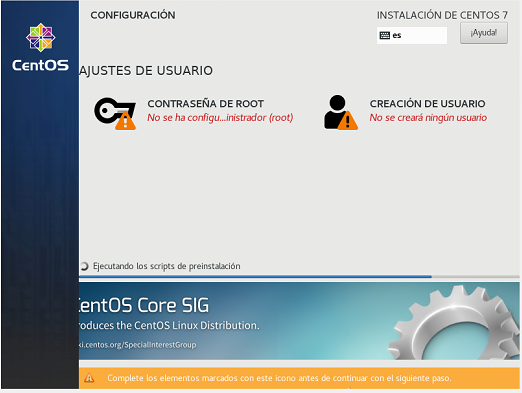 CONFIGURACIÓN
INSTALACIÓN DE CENTOS 7
es
¡Ayuda!
CentOS
AJUSTES DE USUARIO
CONTRASEÑA DE ROOT
No se ha configu...inistrador (root)
CREACIÓN DE USUARIO
No se creará ningún usuario
Ejecutando los scripts de preinstalación
CentOS Core SIG
roduces the CentOS Linux Distribution.
ki.centos.org/SpecialInterestGroup
Complete los elementos marcados con este icono antes de continuar con el siguiente paso.